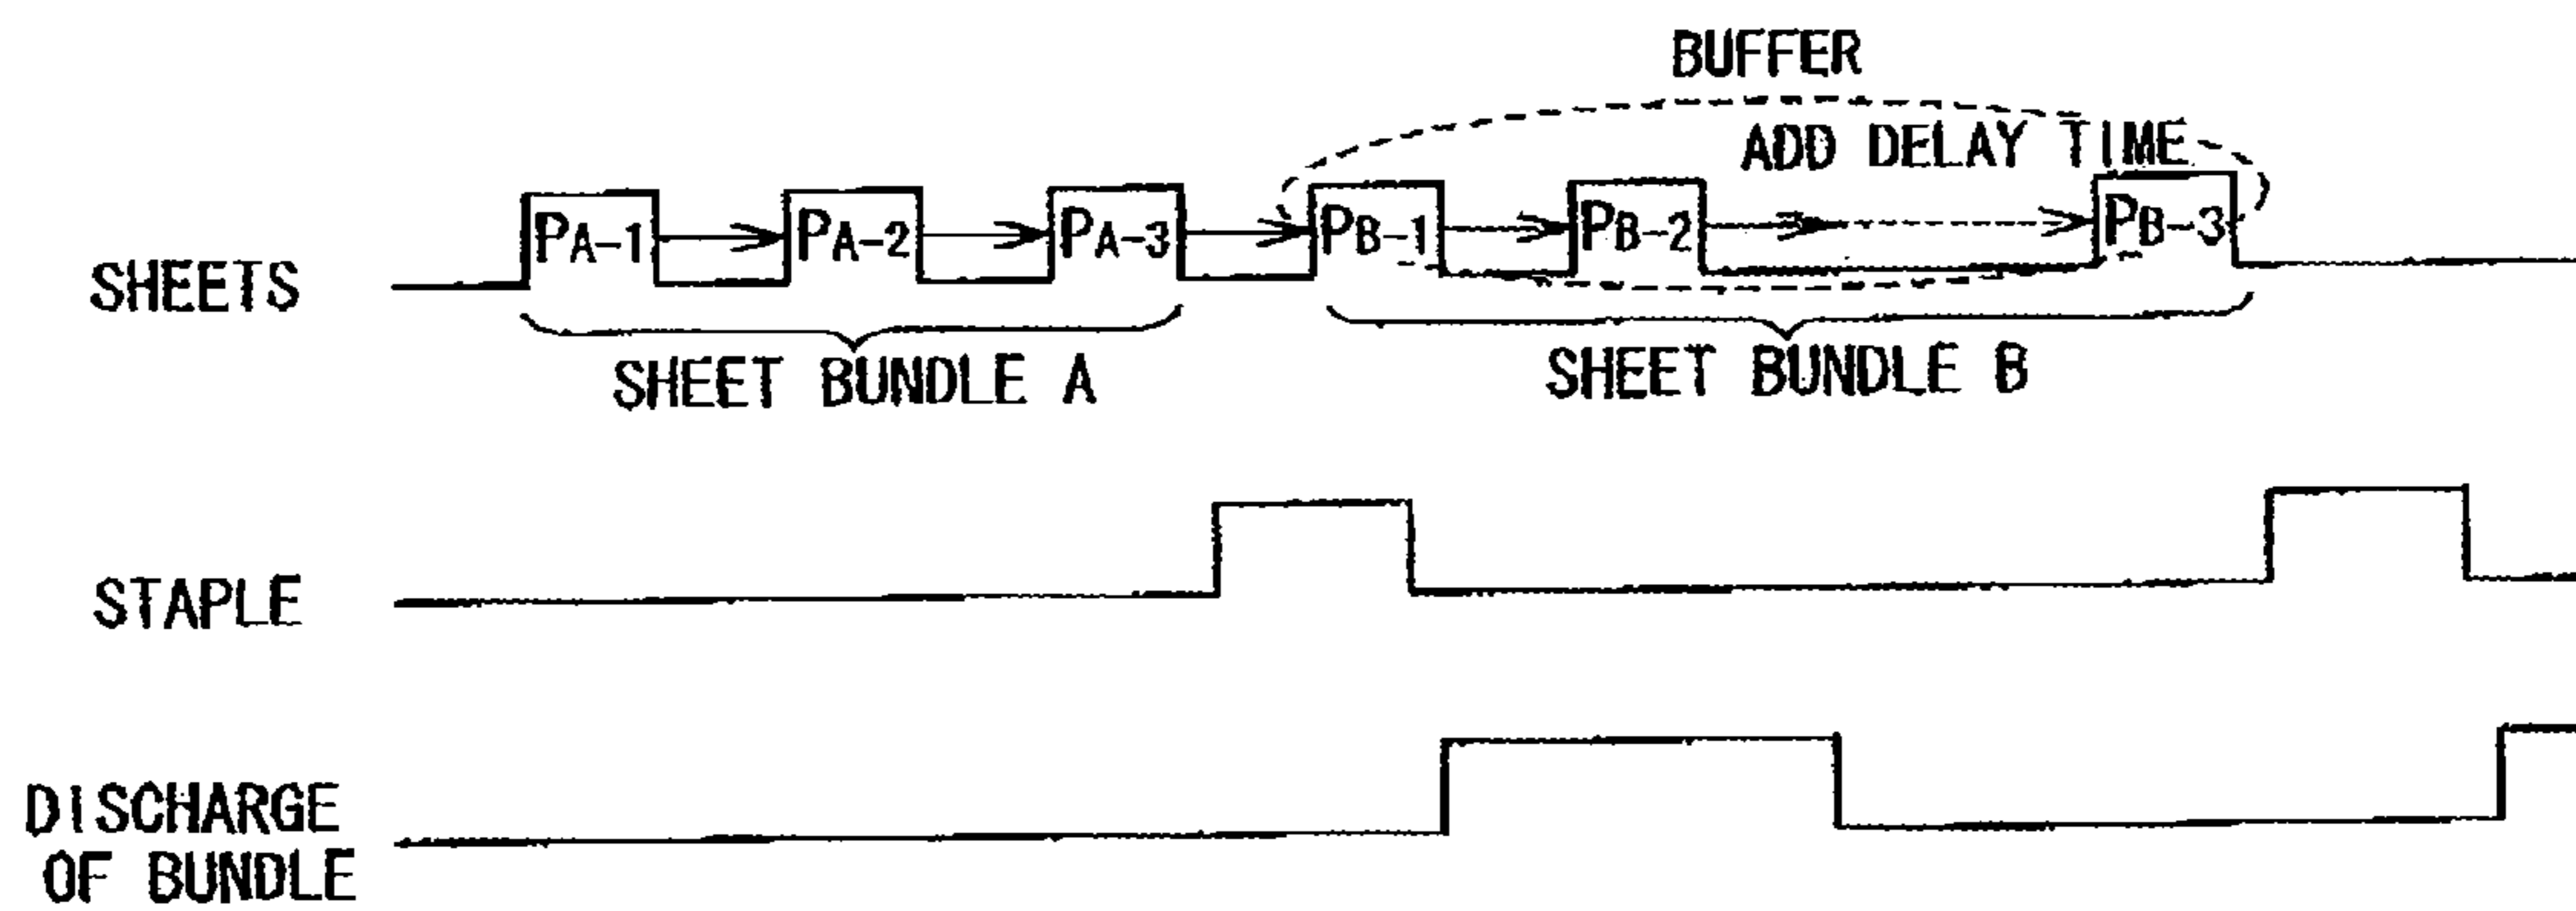 BUFFER
ADD DELAY TIME
SHEETS
PA-1 PA-2 PA-3 PB-1 PB-2 PB-3
SHEET BUNDLE A
SHEET BUNDLE B
STAPLE
DISCHARGE
OF BUNDLE